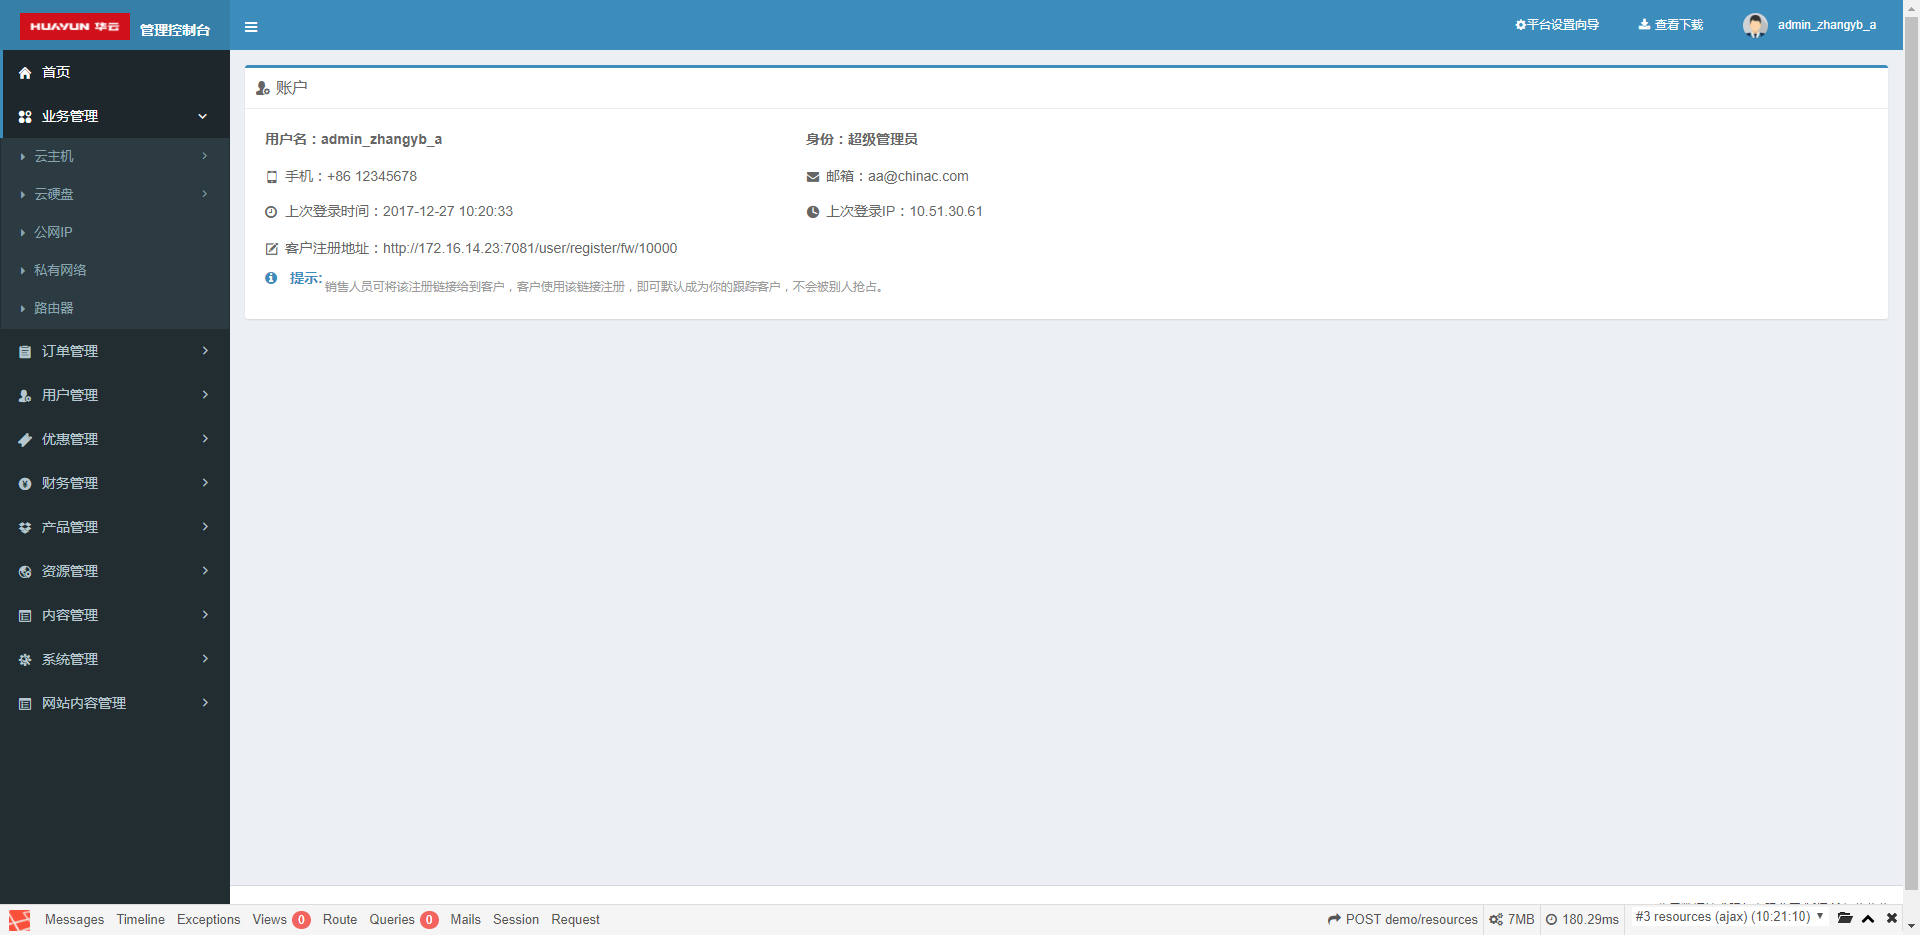 HUAYUN 华云 管理控制台
平台设置向导 查看下载 admin_zhangyb_a
首页
业务管理
云主机
云硬盘
公网IP
私有网络
路由器
订单管理
用户管理
优惠管理
财务管理
产品管理
资源管理
内容管理
系统管理
网站内容管理
账户
用户名：admin_zhangyb_a 身份：超级管理员
手机：+86 12345678 邮箱：aa@chinac.com
上次登录时间：2017-12-27 10:20:33 上次登录IP：10.51.30.61
客户注册地址：http://172.16.14.23:7081/user/register/fw/10000
提示: 销售人员可将该注册链接给到客户，客户使用该链接注册，即可默认成为你的跟踪客户，不会被别人抢占。
Messages Timeline Exceptions Views 0 Route Queries 0 Mails Session Request POST demo/resources 7MB 180.29ms #3 resources (ajax) (10:21:10)